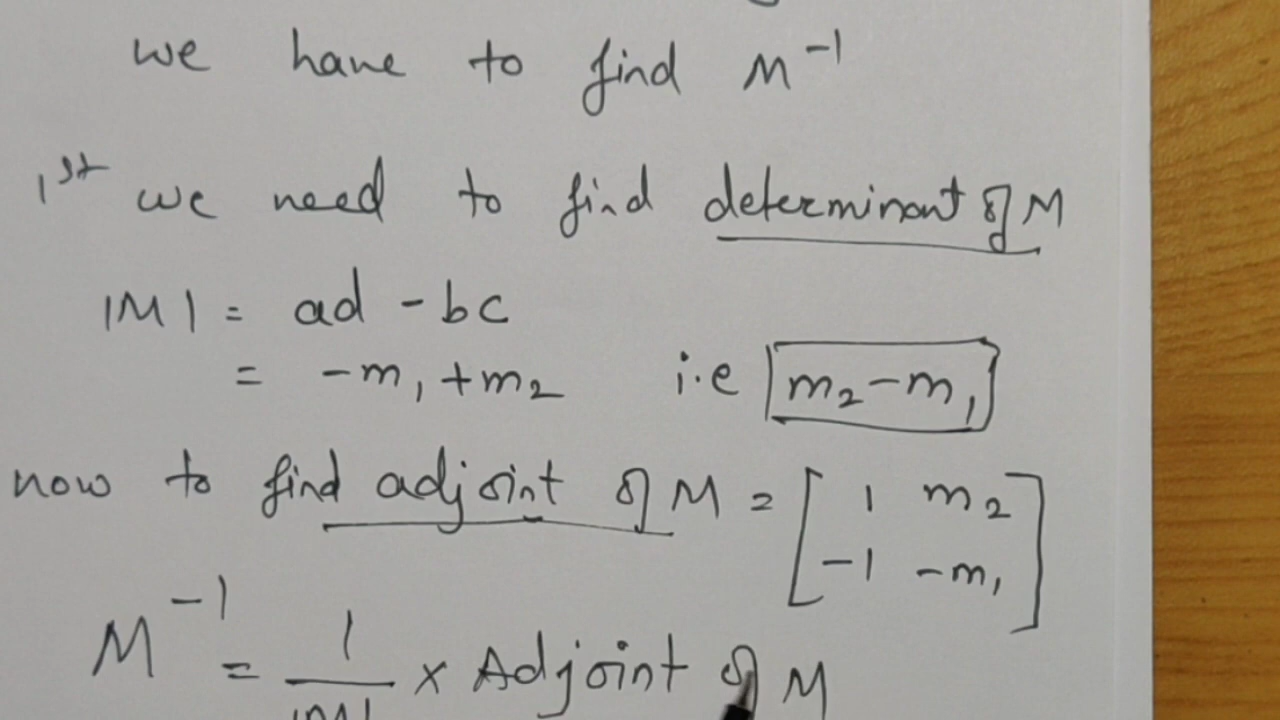 we have to find M⁻¹
1st we need to find determinant of M
|M| = ad - bc
= -m₁ + m₂ i.e m₂-m₁
now to find adjoint of M = [1 m₂
-1 -m₁]
M⁻¹ = 1 × Adjoint of M
|M|